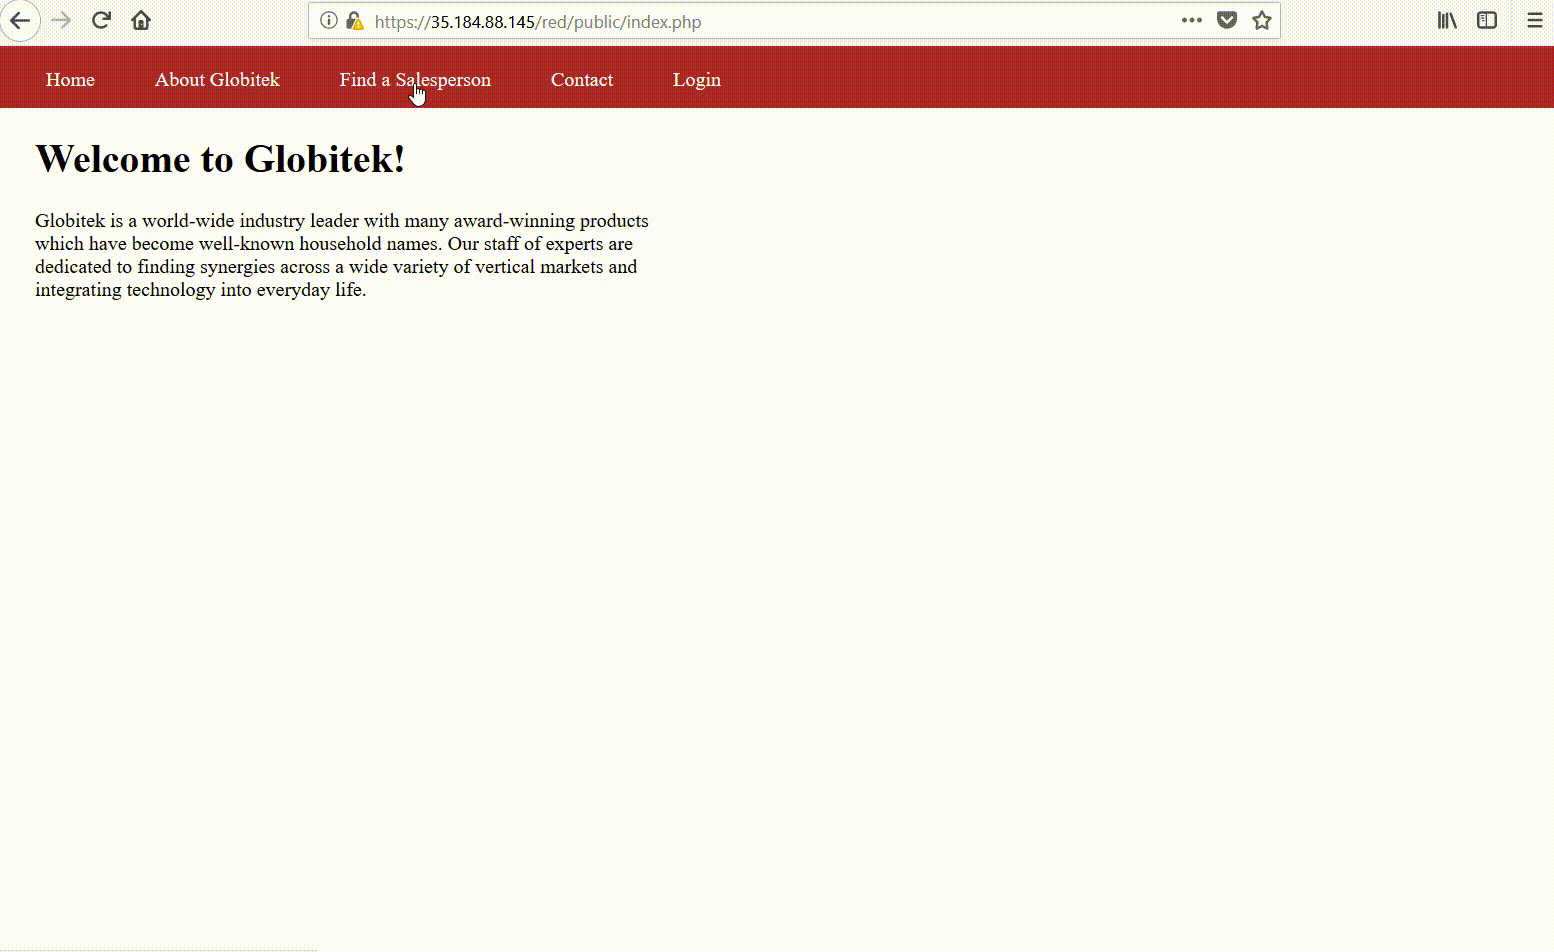 https://35.184.88.145/red/public/index.php
Home About Globitek Find a Salesperson Contact Login
Welcome to Globitek!
Globitek is a world-wide industry leader with many award-winning products
which have become well-known household names. Our staff of experts are
dedicated to finding synergies across a wide variety of vertical markets and
integrating technology into everyday life.